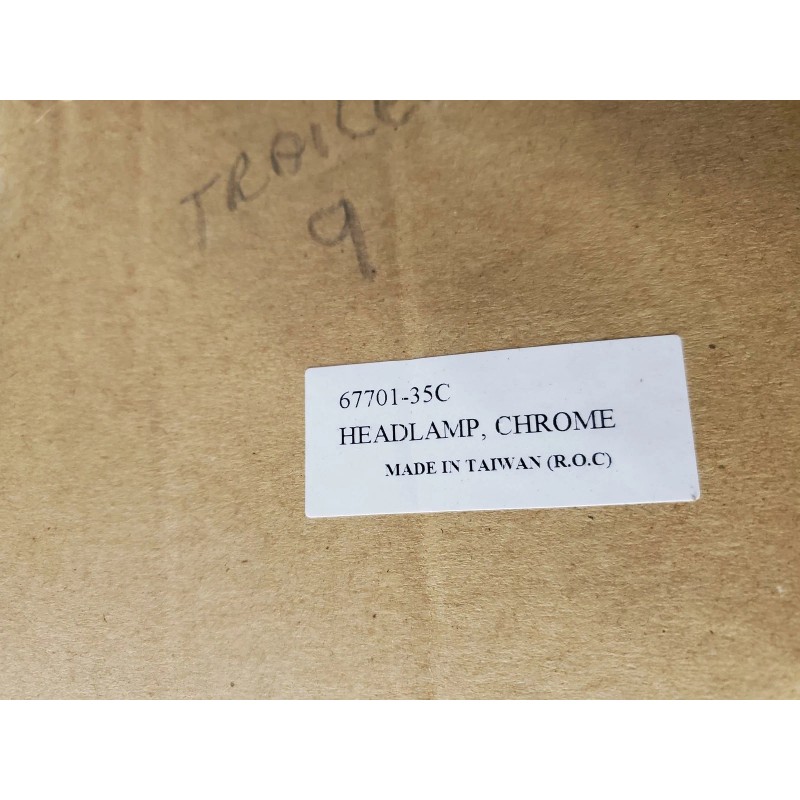 9
67701-35C
HEADLAMP, CHROME
MADE IN TAIWAN (R.O.C)